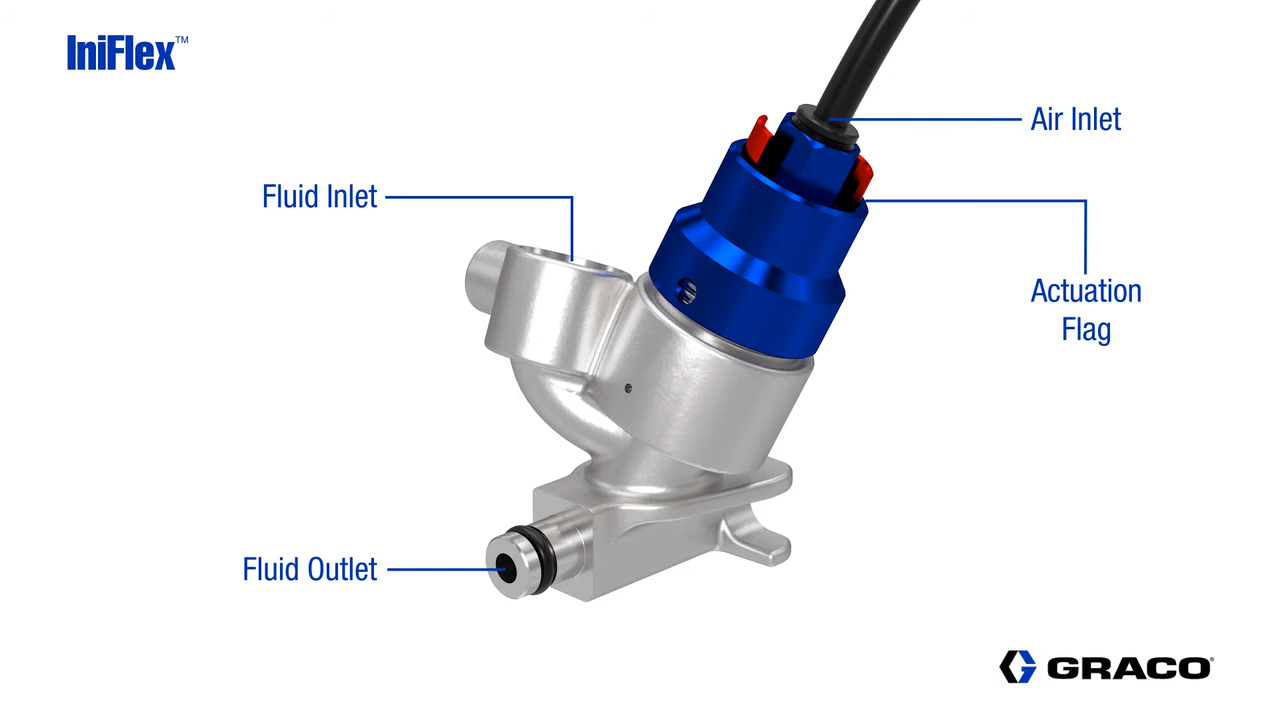 IniFlex™
Air Inlet
Fluid Inlet
Actuation
Flag
Fluid Outlet
GRACO®